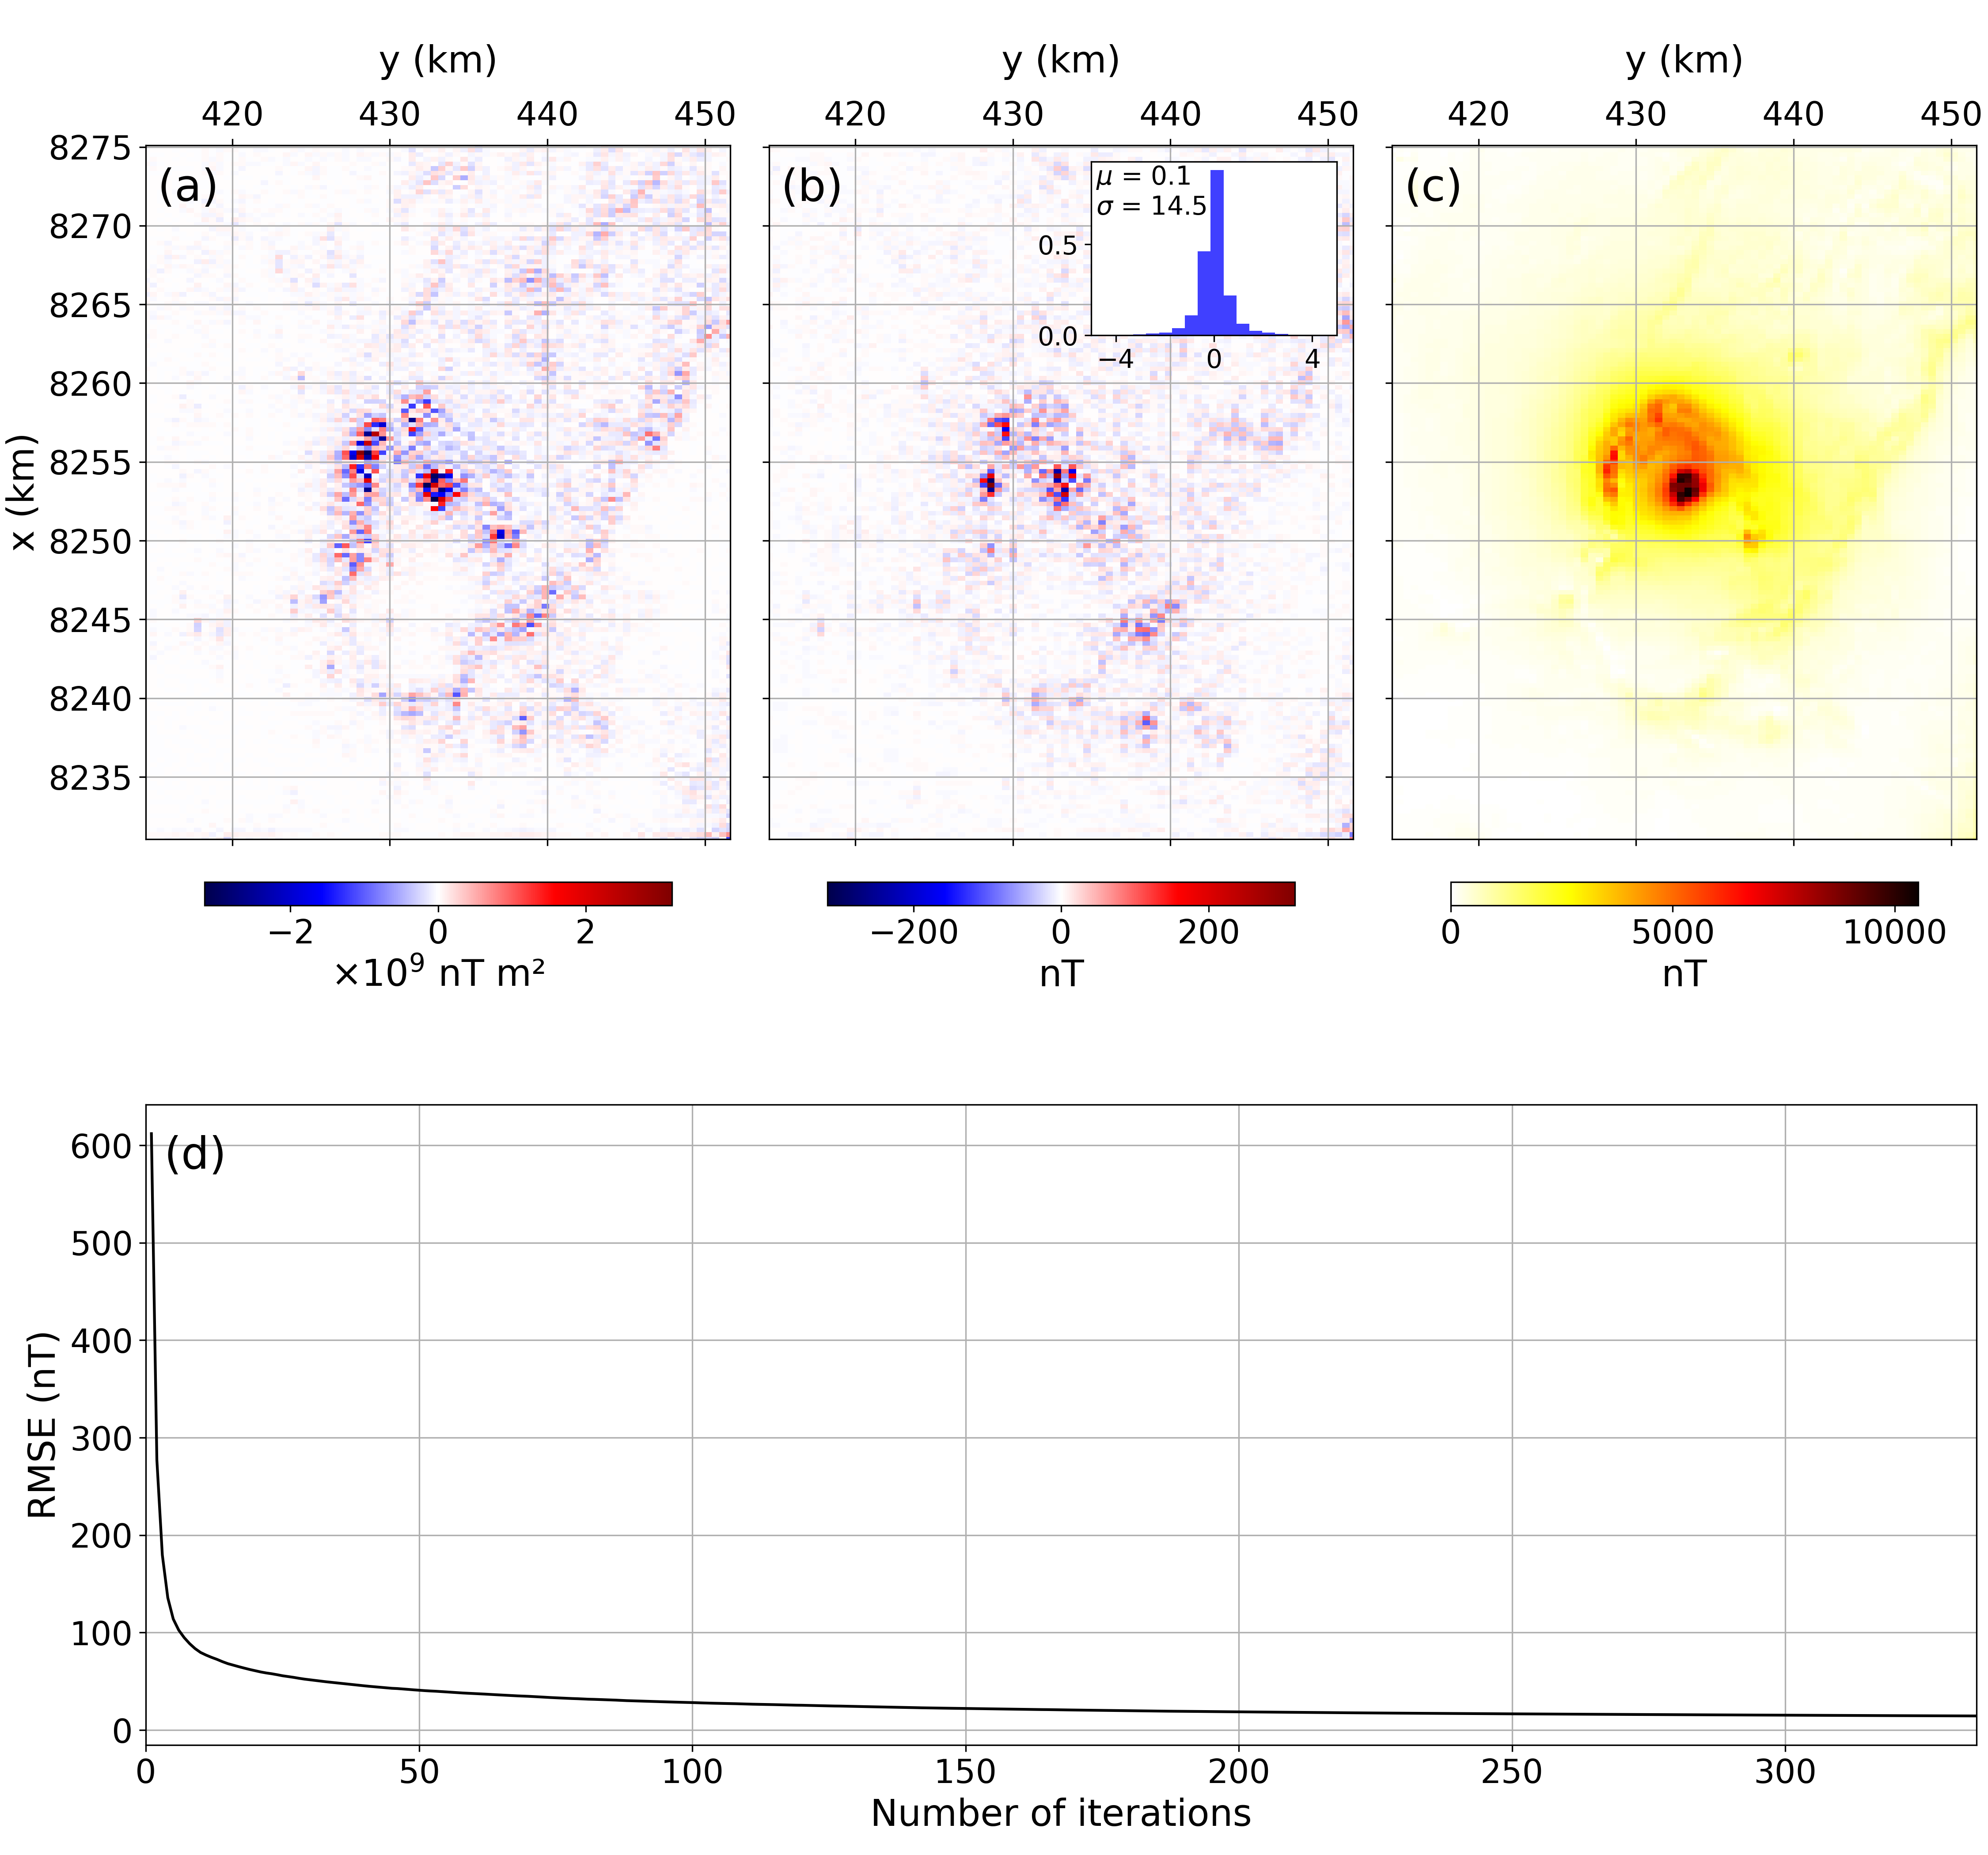 y (km) y (km) y (km)
420 430 440 450 420 430 440 450 420 430 440 450
8275
8270
8265
8260
8255
8250
8245
8240
8235
x (km)
(a)
(b)
μ = 0.1
σ = 14.5
0.5
0.0
−4 0 4
(c)
−2 0 2
×10⁹ nT m²
−200 0 200
nT
0 5000 10000
nT
(d)
600
500
400
300
200
100
0
RMSE (nT)
0 50 100 150 200 250 300
Number of iterations